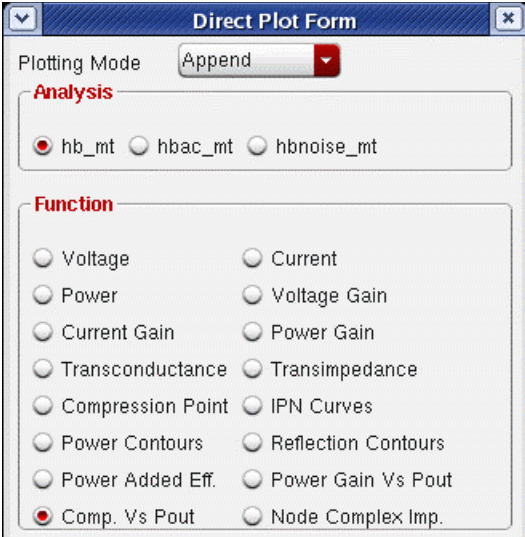 Direct Plot Form
Plotting Mode Append
Analysis
hb_mt hbac_mt hbnoise_mt
Function
Voltage Current
Power Voltage Gain
Current Gain Power Gain
Transconductance Transimpedance
Compression Point IPN Curves
Power Contours Reflection Contours
Power Added Eff. Power Gain Vs Pout
Comp. Vs Pout Node Complex Imp.